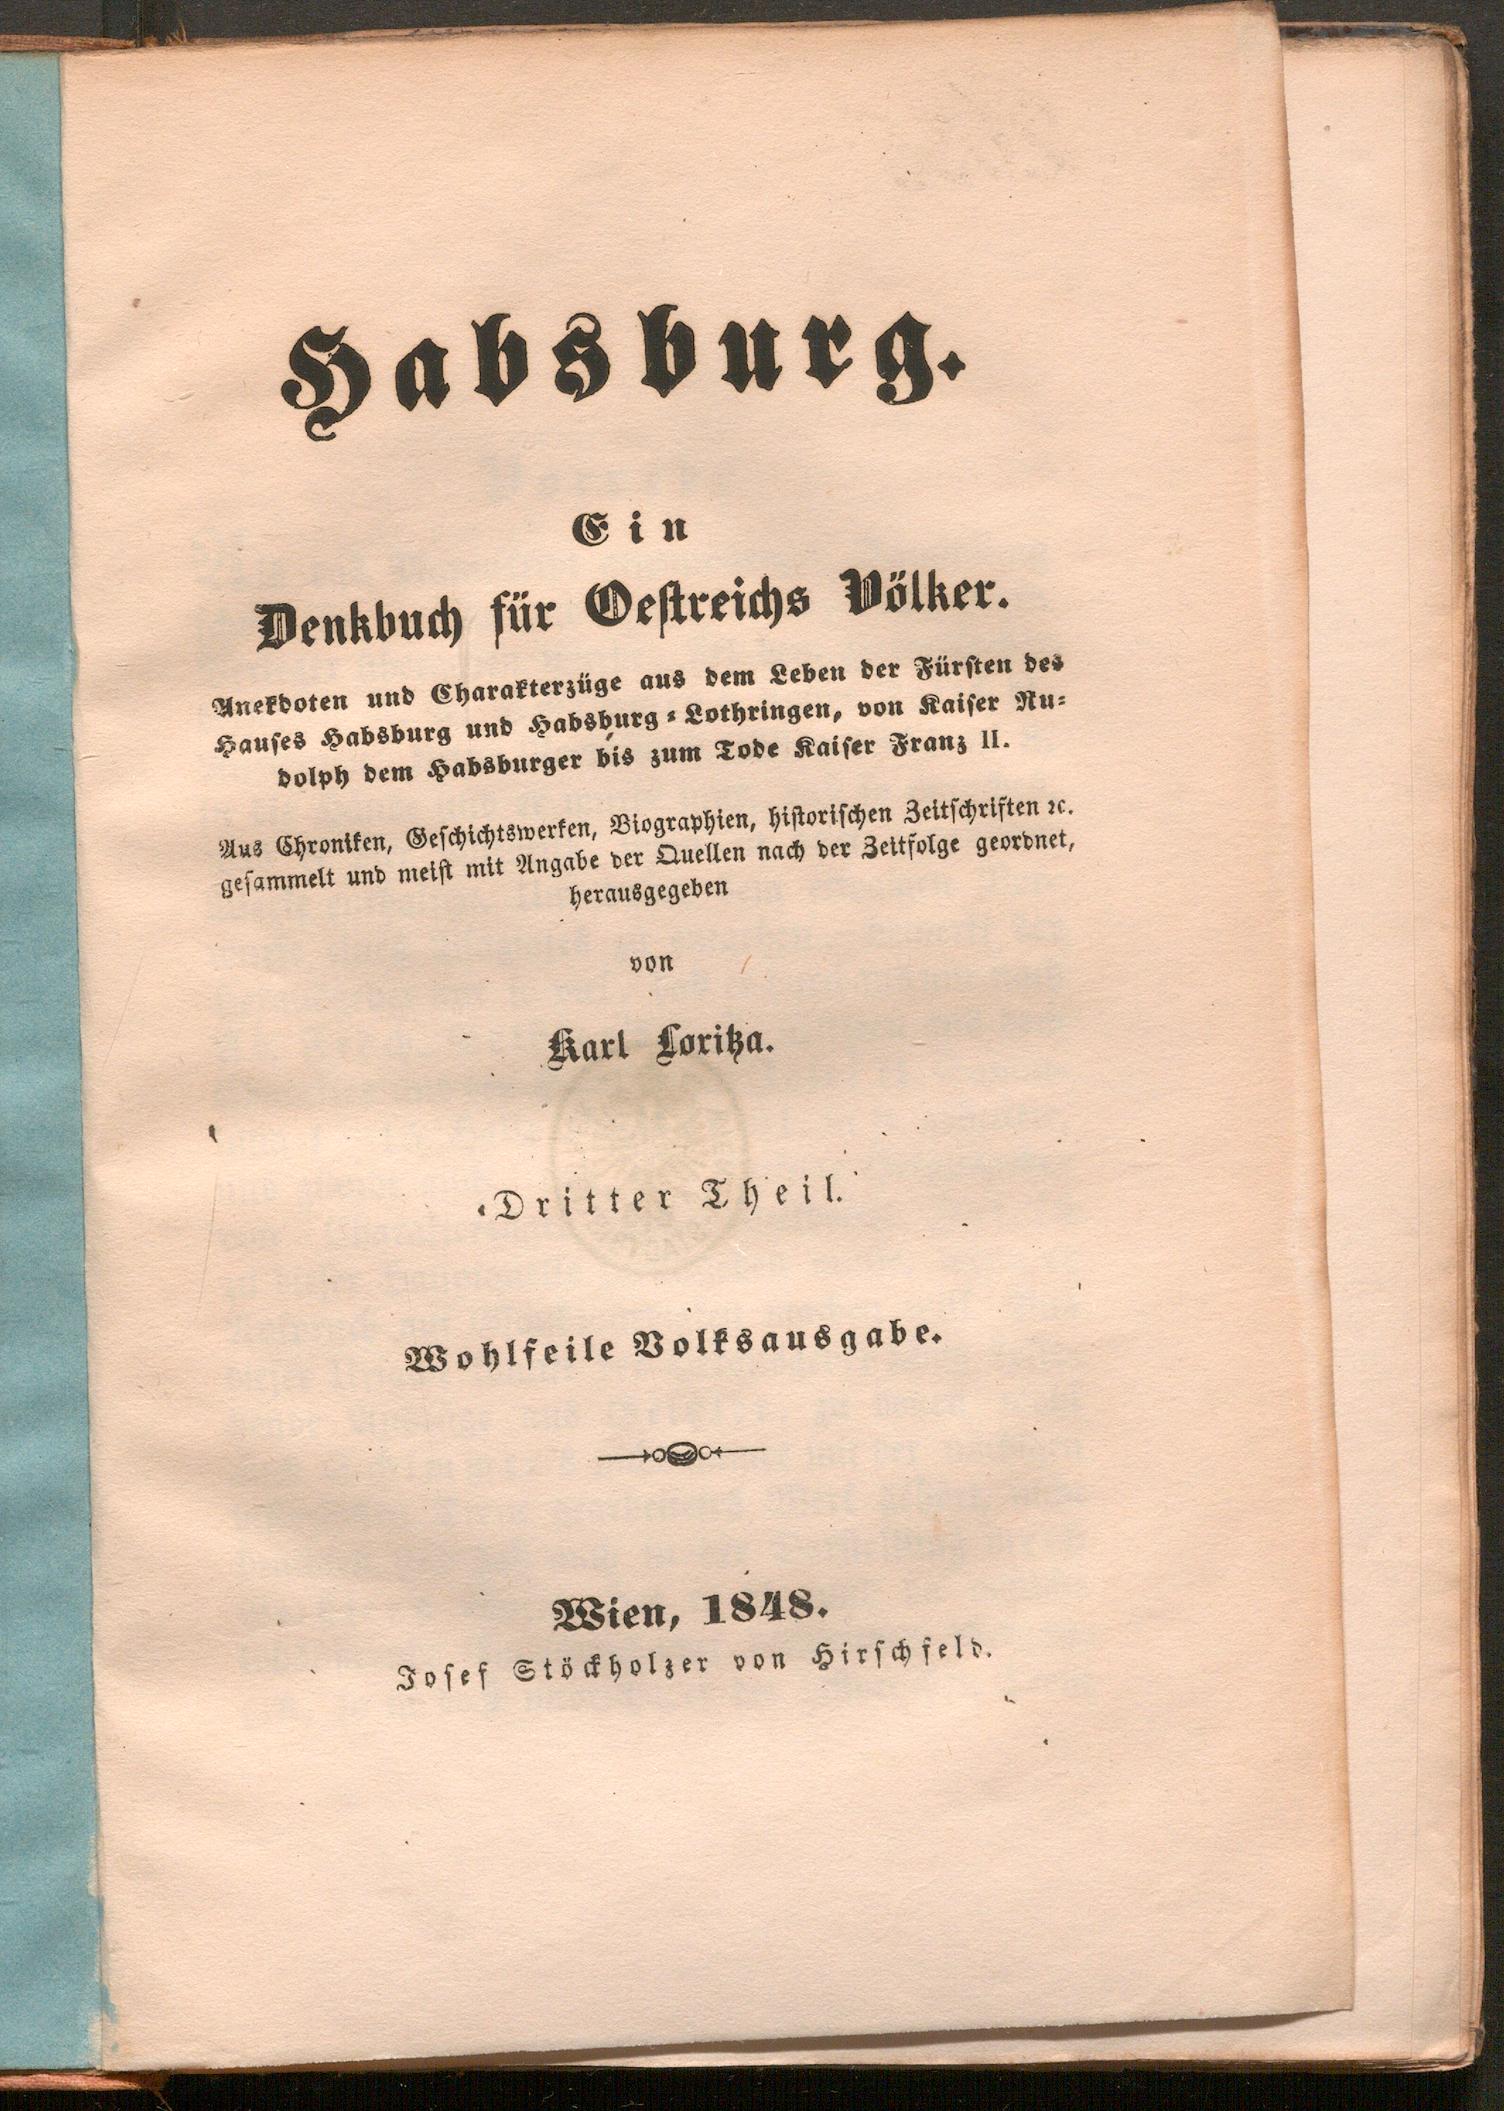 Habsburg.
Ein
Denkbuch für Oestreichs Völker.
Anekdoten und Charakterzüge aus dem Leben der Fürsten des
Hauses Habsburg und Habsburg-Lothringen, von Kaiser Ru-
dolph dem Habsburger bis zum Tode Kaiser Franz II.
Aus Chroniken, Geschichtswerken, Biographien, historischen Zeitschriften ꝛc.
gesammelt und meist mit Angabe der Quellen nach der Zeitfolge geordnet,
herausgegeben
von
Karl Loritza.
Dritter Theil.
Wohlfeile Volksausgabe.
Wien, 1848.
Josef Stöckholzer von Hirschfeld.